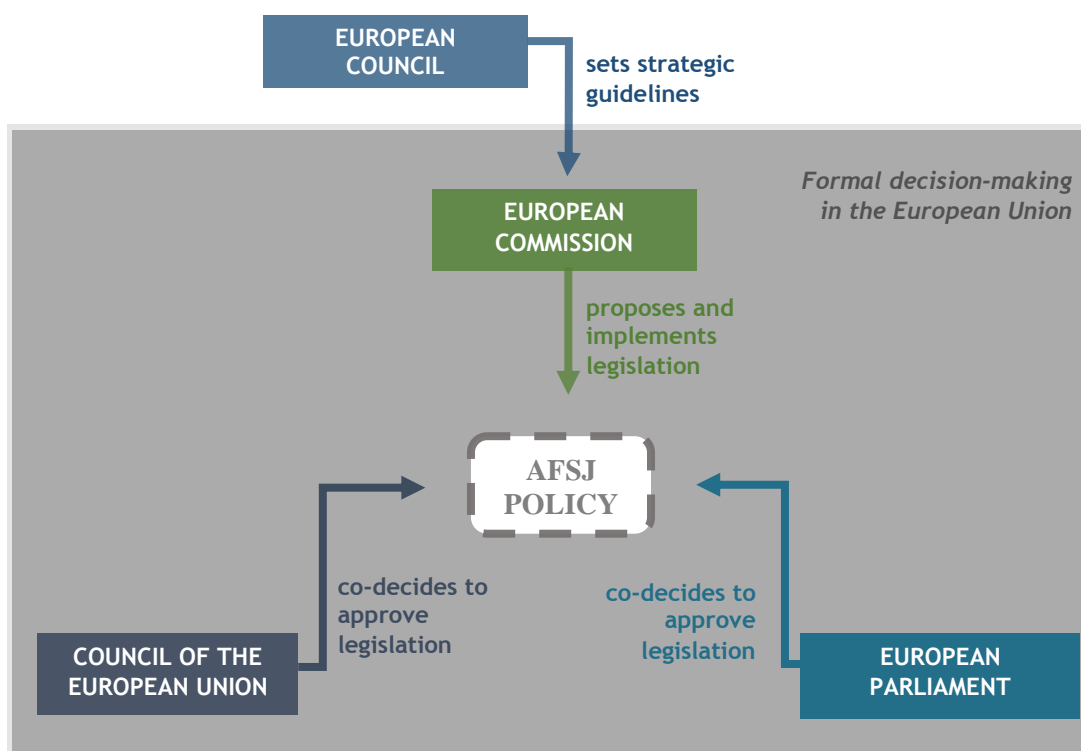 EUROPEAN
COUNCIL
sets strategic
guidelines
Formal decision-making
in the European Union
EUROPEAN
COMMISSION
proposes and
implements
legislation
AFSJ
POLICY
co-decides to
approve
legislation
co-decides to
approve
legislation
COUNCIL OF THE
EUROPEAN UNION
EUROPEAN
PARLIAMENT